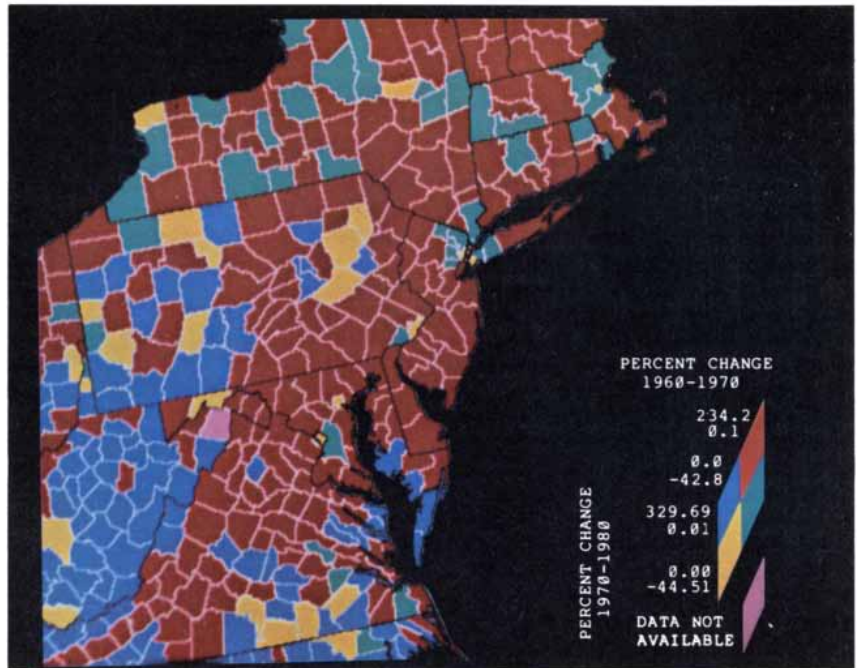 PERCENT CHANGE
1960-1970
234.2
0.1
0.0
-42.8
329.69
0.01
0.00
-44.51
PERCENT CHANGE
1970-1980
DATA NOT
AVAILABLE